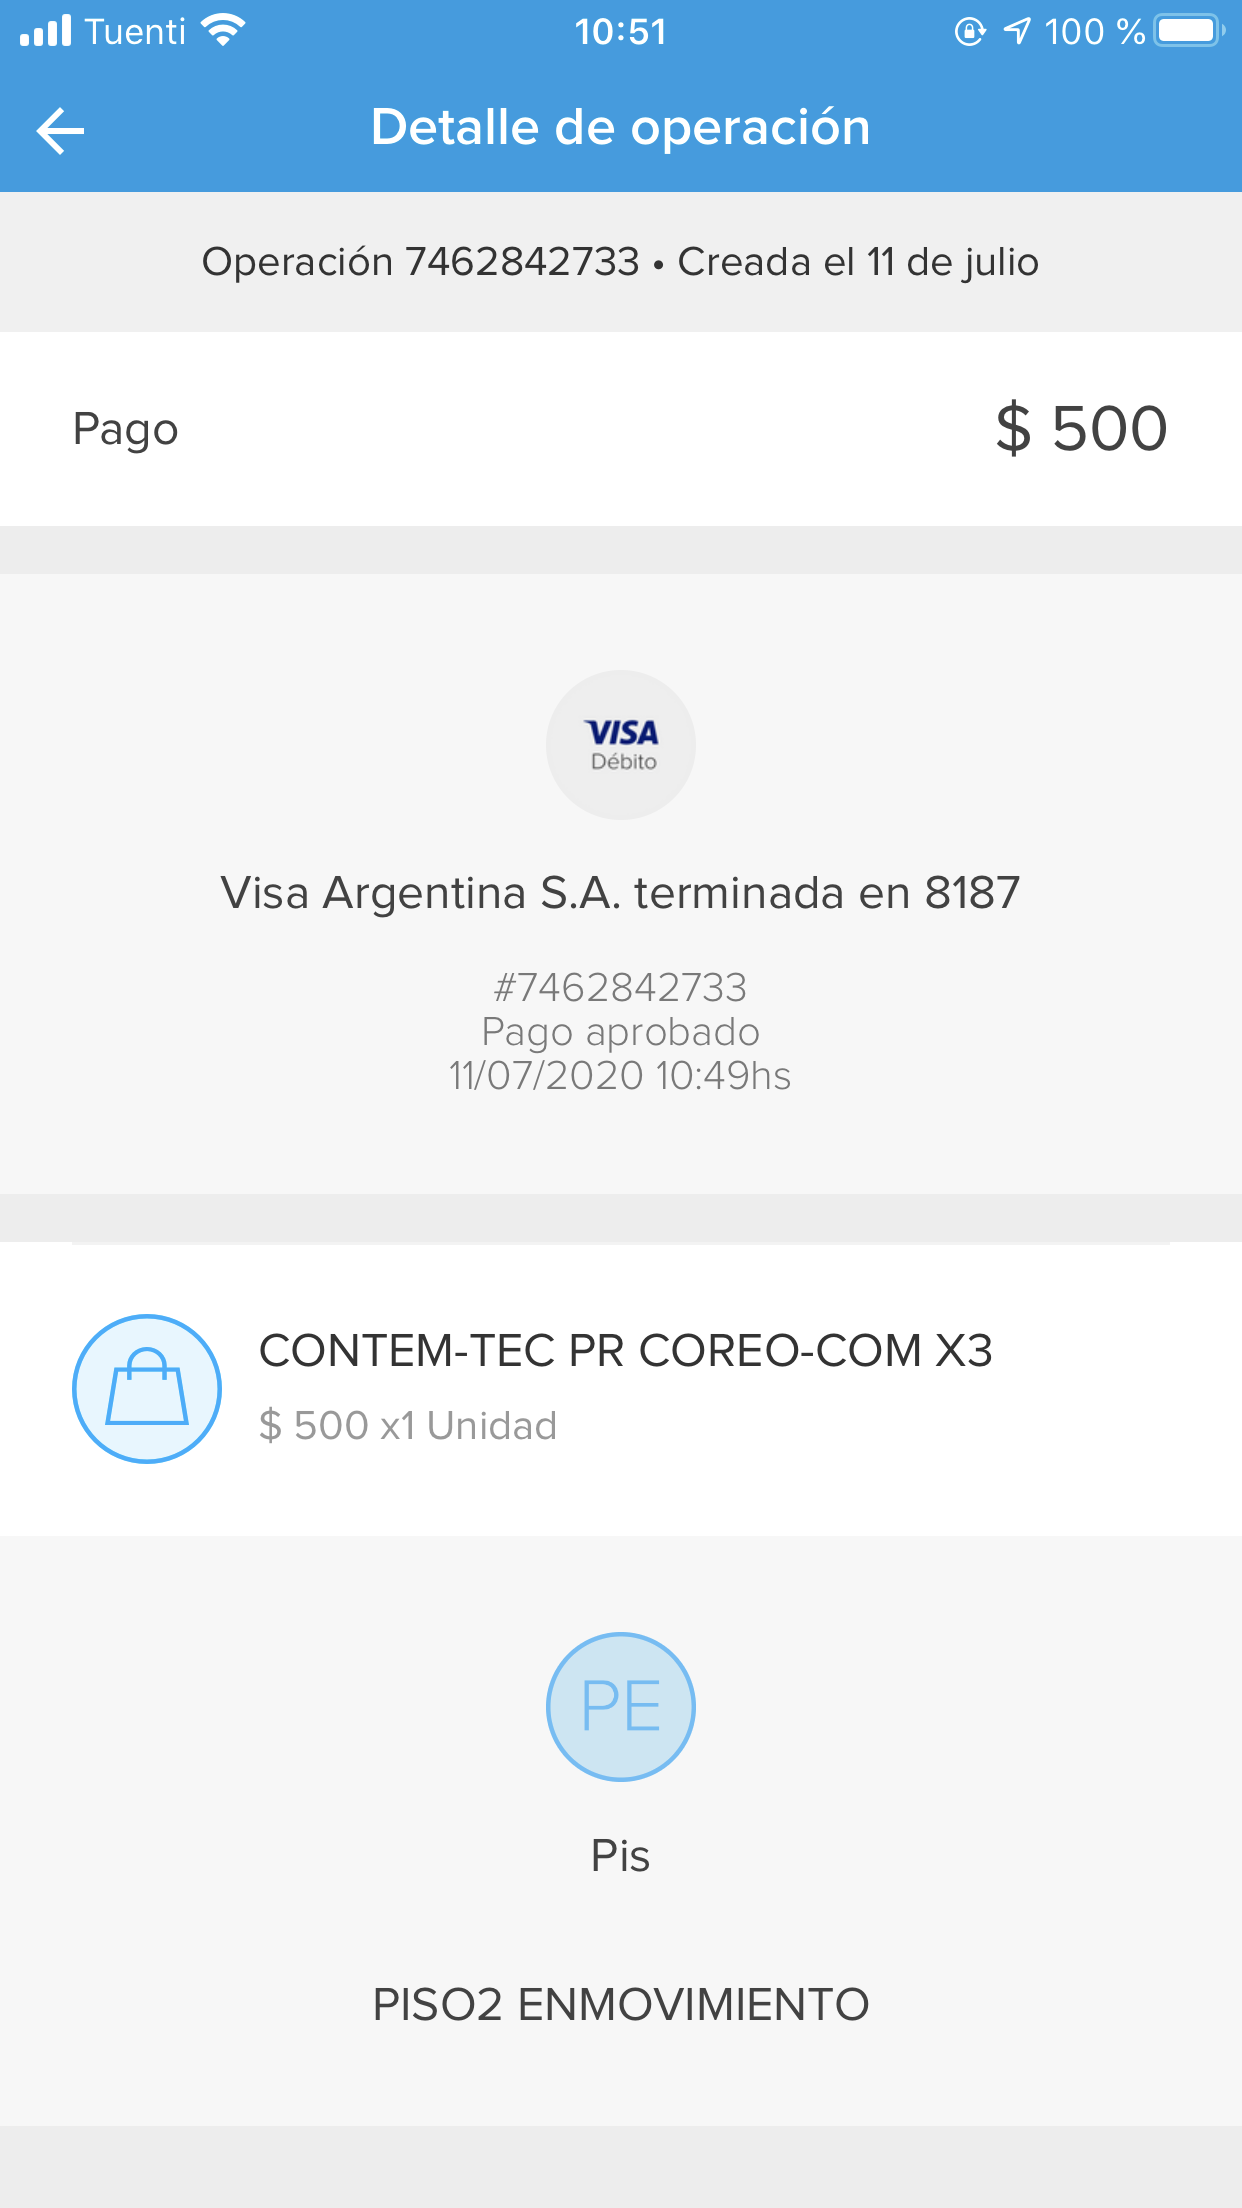 Tuenti 10:51 100 %
Detalle de operación
Operación 7462842733 • Creada el 11 de julio
Pago $ 500
VISA
Débito
Visa Argentina S.A. terminada en 8187
#7462842733
Pago aprobado
11/07/2020 10:49hs
CONTEM-TEC PR COREO-COM X3
$ 500 x1 Unidad
PE
Pis
PISO2 ENMOVIMIENTO